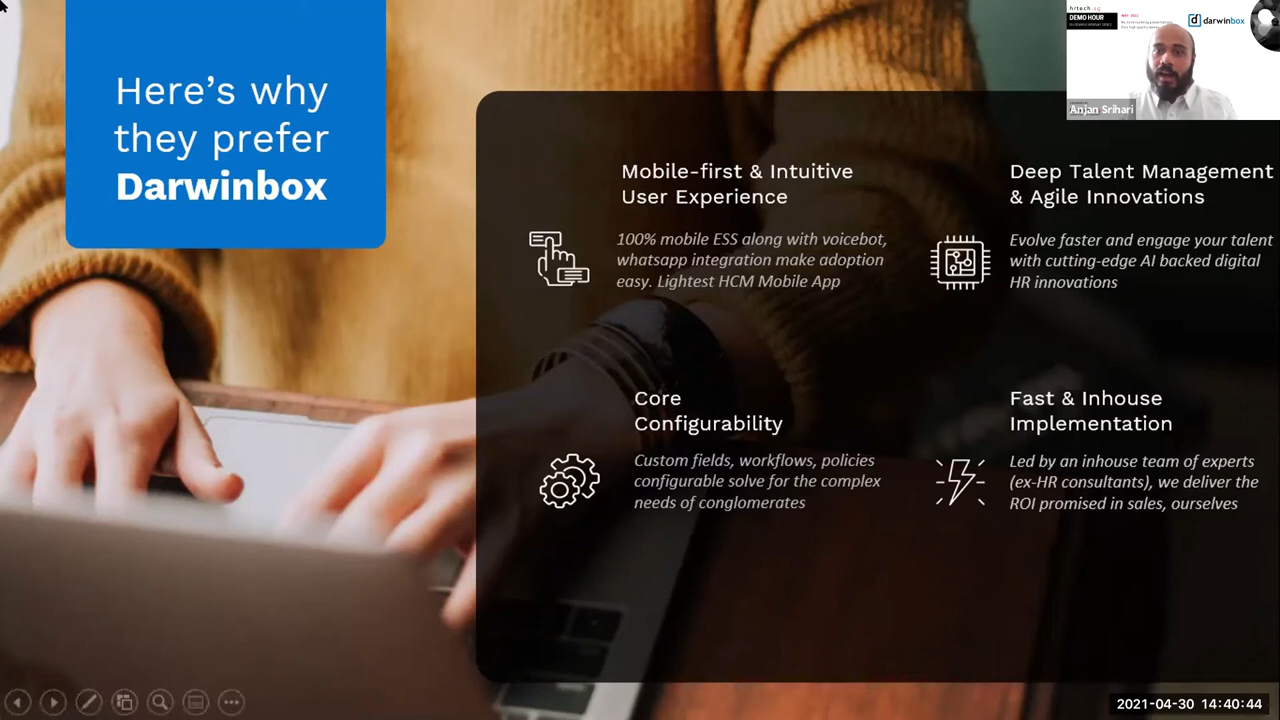 Here's why
they prefer
Darwinbox
Mobile-first & Intuitive
User Experience
100% mobile ESS along with voicebot,
whatsapp integration make adoption
easy. Lightest HCM Mobile App
Deep Talent Management
& Agile Innovations
Evolve faster and engage your talent
with cutting-edge AI backed digital
HR innovations
Core
Configurability
Custom fields, workflows, policies
configurable solve for the complex
needs of conglomerates
Fast & Inhouse
Implementation
Led by an inhouse team of experts
(ex-HR consultants), we deliver the
ROI promised in sales, ourselves
hrtech.sg
DEMO HOUR
MAY 2021
darwinbox
Anjan Srihari
2021-04-30 14:40:44